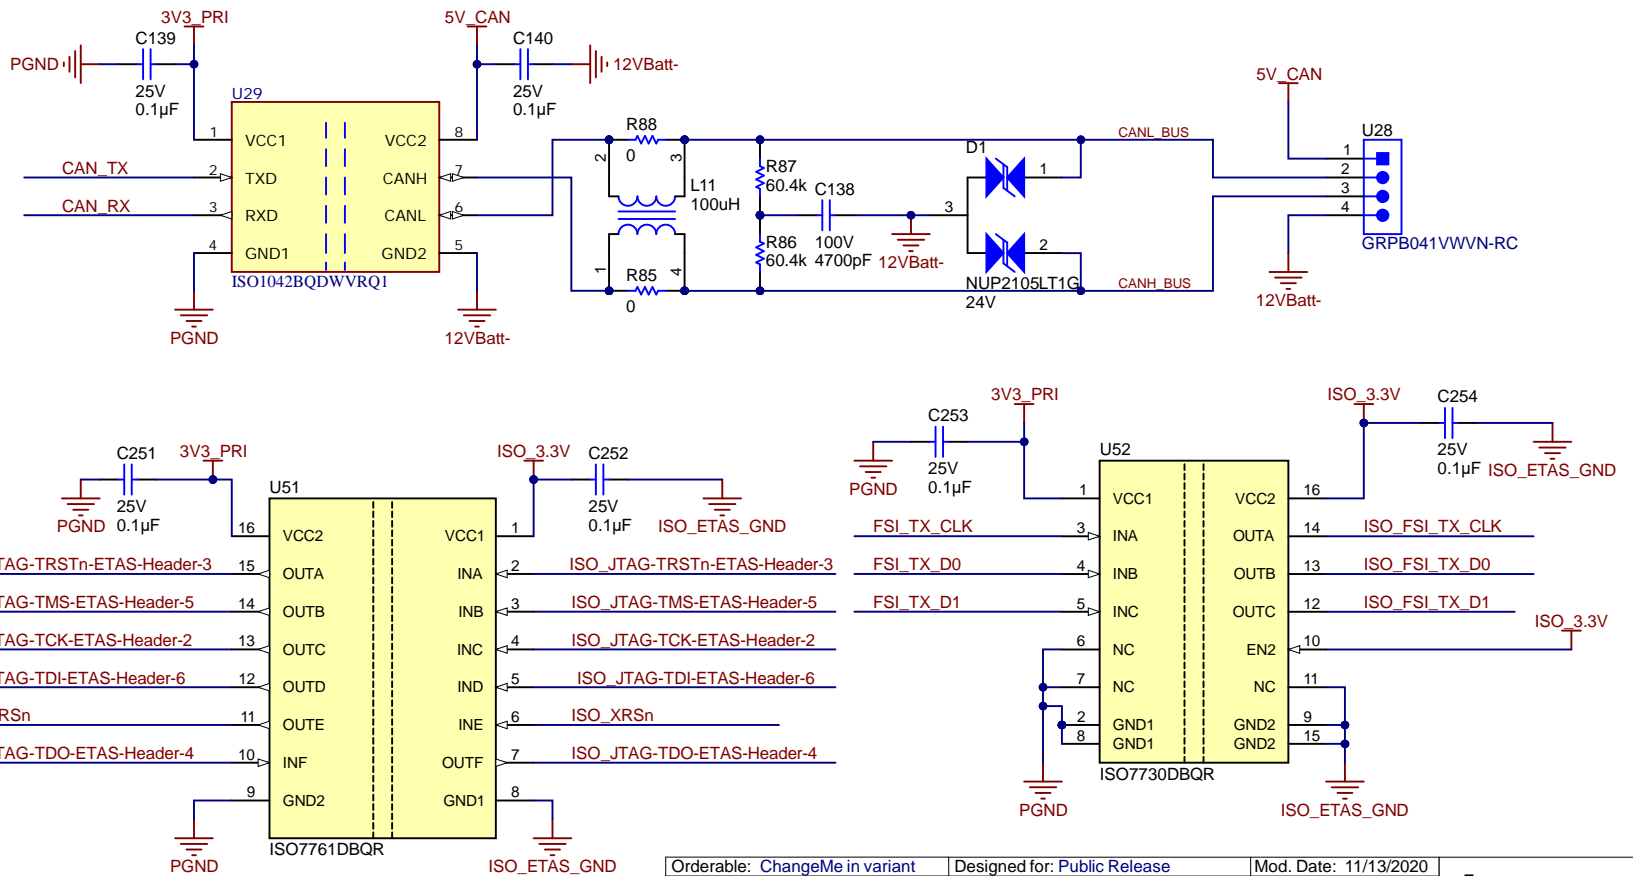 3V3_PRI
C139
PGND
25V
0.1µF
5V_CAN
C140
12VBatt-
25V
0.1µF
U29
1 VCC1
VCC2 8
CAN_TX
2 TXD
CANH 7
CAN_RX
3 RXD
CANL 6
4 GND1
GND2 5
ISO1042BQDWVRQ1
PGND
12VBatt-
R88
0
2
3
L11
100uH
1
4
R85
0
R87
60.4k
C138
100V
4700pF
R86
60.4k
12VBatt-
D1
1
3
2
NUP2105LT1G
24V
CANL_BUS
CANH_BUS
5V_CAN
U28
1
2
3
4
GRPB041VWVN-RC
12VBatt-
C251
3V3_PRI
PGND
25V
0.1µF
ISO_3.3V
C252
25V
0.1µF
ISO_ETAS_GND
U51
16 VCC2
VCC1 1
TAG-TRSTn-ETAS-Header-3 15 OUTA
INA 2 ISO_JTAG-TRSTn-ETAS-Header-3
TAG-TMS-ETAS-Header-5 14 OUTB
INB 3 ISO_JTAG-TMS-ETAS-Header-5
TAG-TCK-ETAS-Header-2 13 OUTC
INC 4 ISO_JTAG-TCK-ETAS-Header-2
TAG-TDI-ETAS-Header-6 12 OUTD
IND 5 ISO_JTAG-TDI-ETAS-Header-6
RSn 11 OUTE
INE 6 ISO_XRSn
TAG-TDO-ETAS-Header-4 10 INF
OUTF 7 ISO_JTAG-TDO-ETAS-Header-4
9 GND2
GND1 8
ISO7761DBQR
PGND
ISO_ETAS_GND
3V3_PRI
C253
25V
0.1µF
PGND
ISO_3.3V
C254
25V
0.1µF
ISO_ETAS_GND
U52
1 VCC1
VCC2 16
FSI_TX_CLK 3 INA
OUTA 14 ISO_FSI_TX_CLK
FSI_TX_D0 4 INB
OUTB 13 ISO_FSI_TX_D0
FSI_TX_D1 5 INC
OUTC 12 ISO_FSI_TX_D1
ISO_3.3V
6 NC
EN2 10
7 NC
NC 11
2 GND1
GND2 9
8 GND1
GND2 15
ISO7730DBQR
PGND
ISO_ETAS_GND
Orderable: ChangeMe in variant
Designed for: Public Release
Mod. Date: 11/13/2020